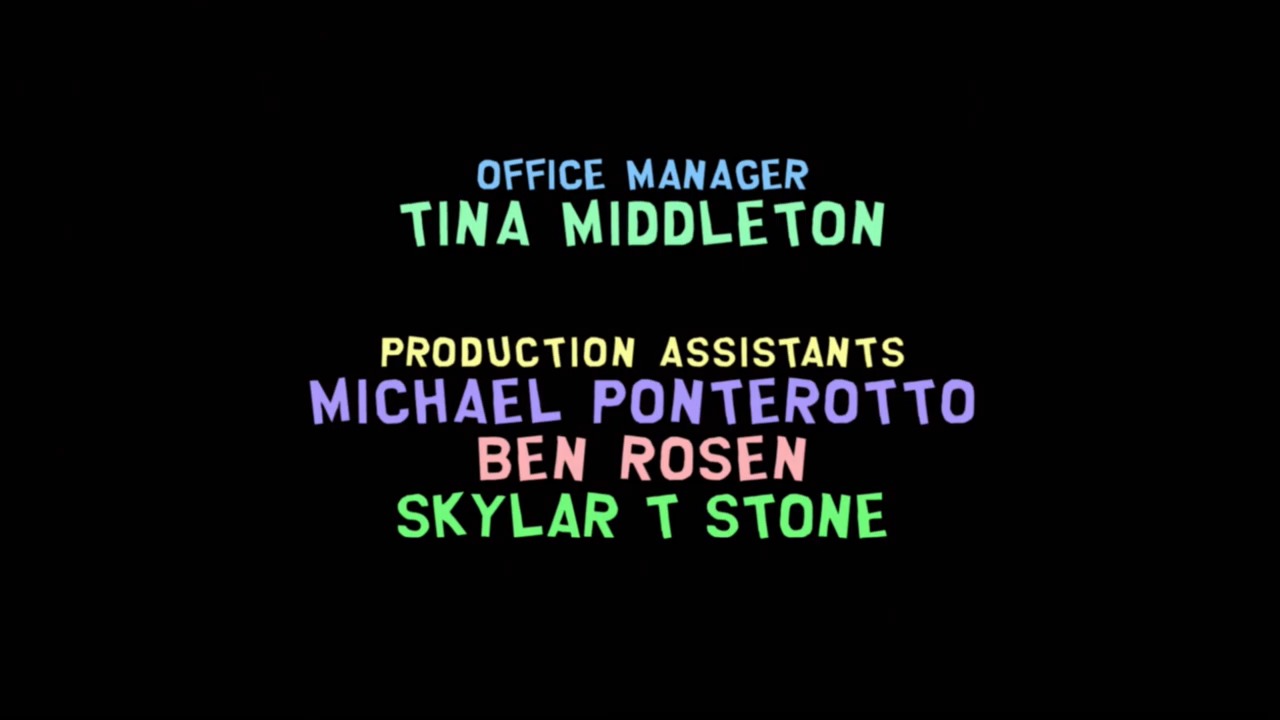 OFFICE MANAGER
TINA MIDDLETON
PRODUCTION ASSISTANTS
MICHAEL PONTEROTTO
BEN ROSEN
SKYLAR T STONE